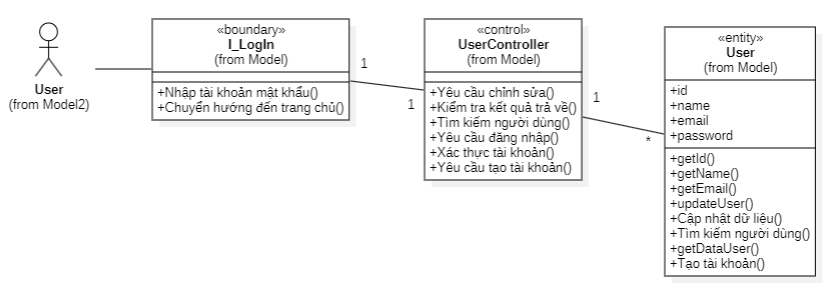 User
(from Model2)
«boundary»
I_LogIn
(from Model)
+Nhập tài khoản mật khẩu()
+Chuyển hướng đến trang chủ()
1
1
«control»
UserController
(from Model)
+Yêu cầu chỉnh sửa()
+Kiểm tra kết quả trả về()
+Tìm kiếm người dùng()
+Yêu cầu đăng nhập()
+Xác thực tài khoản()
+Yêu cầu tạo tài khoản()
1
*
«entity»
User
(from Model)
+id
+name
+email
+password
+getId()
+getName()
+getEmail()
+updateUser()
+Cập nhật dữ liệu()
+Tìm kiếm người dùng()
+getDataUser()
+Tạo tài khoản()